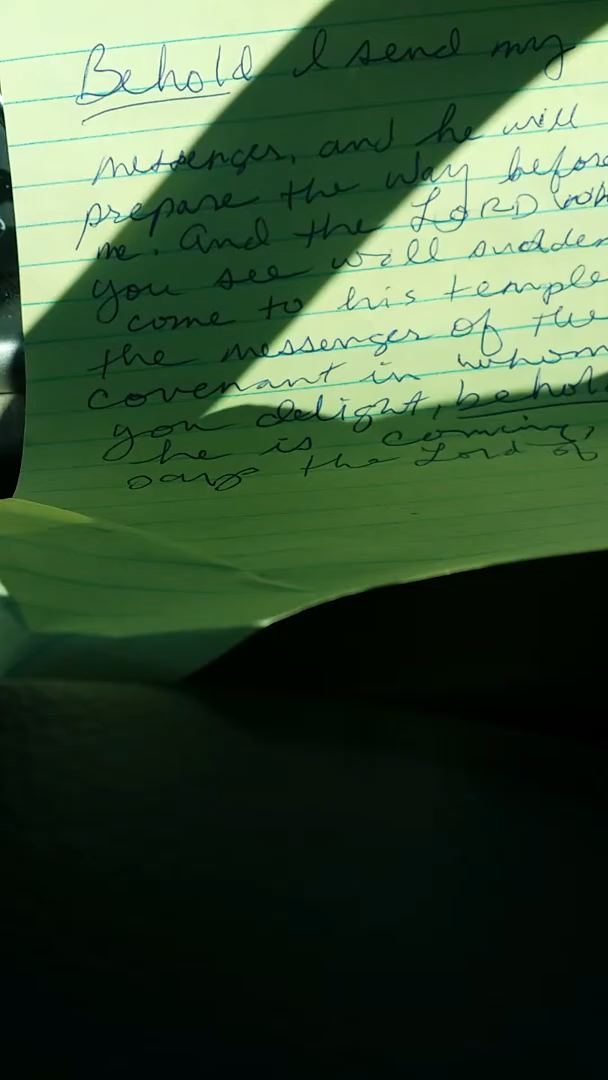 Behold I send my
messenger, and he will
prepare the way before
me. And the LORD who
you see will sudden
come to his temple
the messenger of the
covenant in whom
you delight, behol
he is coming,
says the Lord of